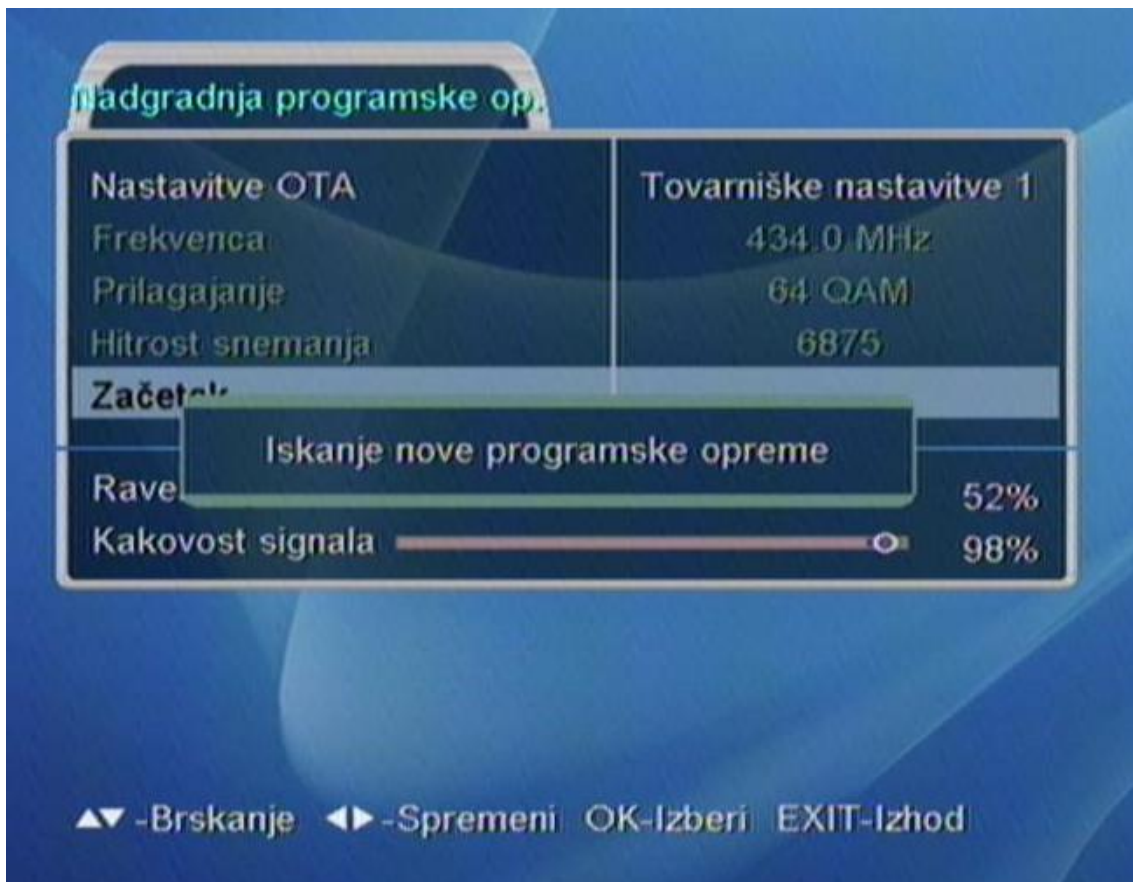 Nadgradnja programske op.
Nastavitve OTA Tovarniške nastavitve 1
Frekvenca 434.0 MHz
Prilagajanje 64 QAM
Hitrost snemanja 6875
Iskanje nove programske opreme
52%
Kakovost signala 98%
▲▼ -Brskanje ◀▶ -Spremeni OK-Izberi EXIT-Izhod